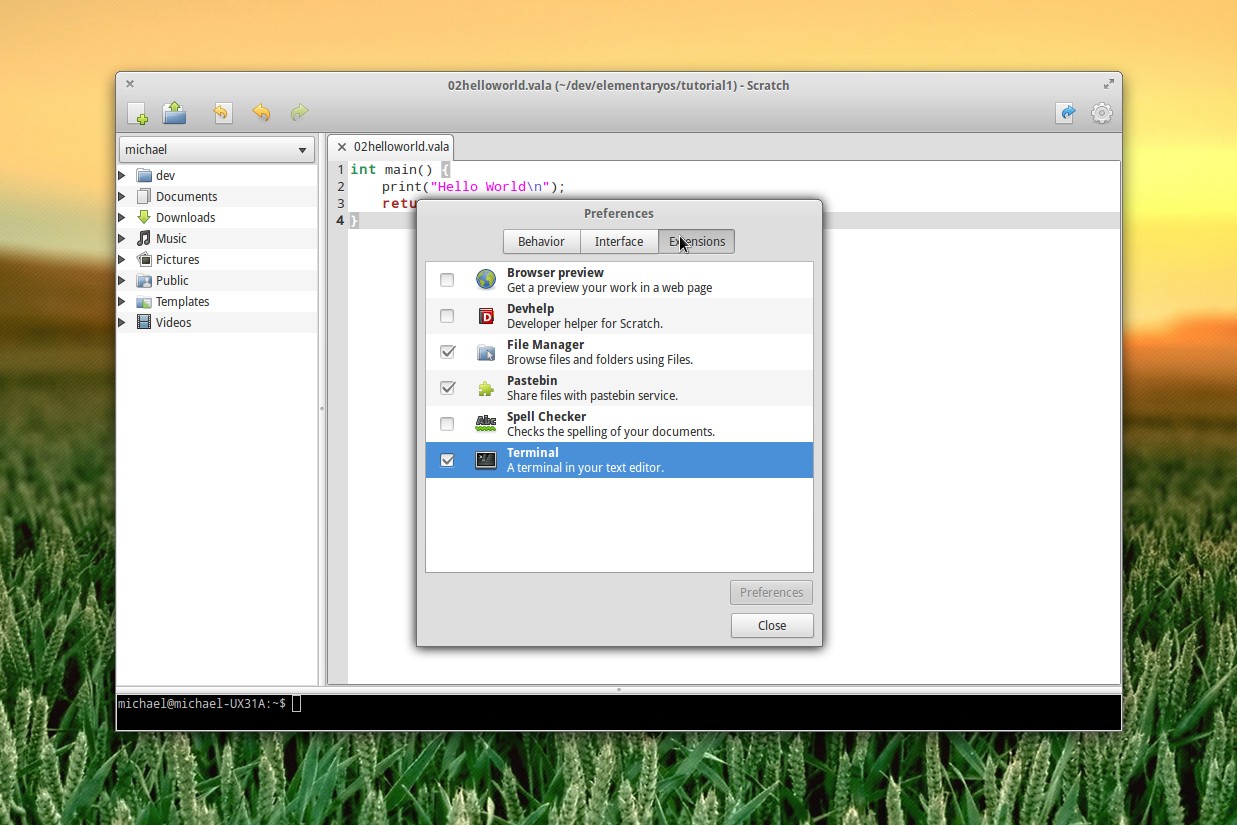 02helloworld.vala (~/dev/elementaryos/tutorial1) - Scratch
michael
dev
Documents
Downloads
Music
Pictures
Public
Templates
Videos
02helloworld.vala
1 int main() {
2 print("Hello World\n");
3 retu
4 }
Preferences
Behavior Interface Extensions
Browser preview
Get a preview your work in a web page
D
Devhelp
Developer helper for Scratch.
File Manager
Browse files and folders using Files.
Pastebin
Share files with pastebin service.
Abc
Spell Checker
Checks the spelling of your documents.
Terminal
A terminal in your text editor.
Preferences
Close
michael@michael-UX31A:~$